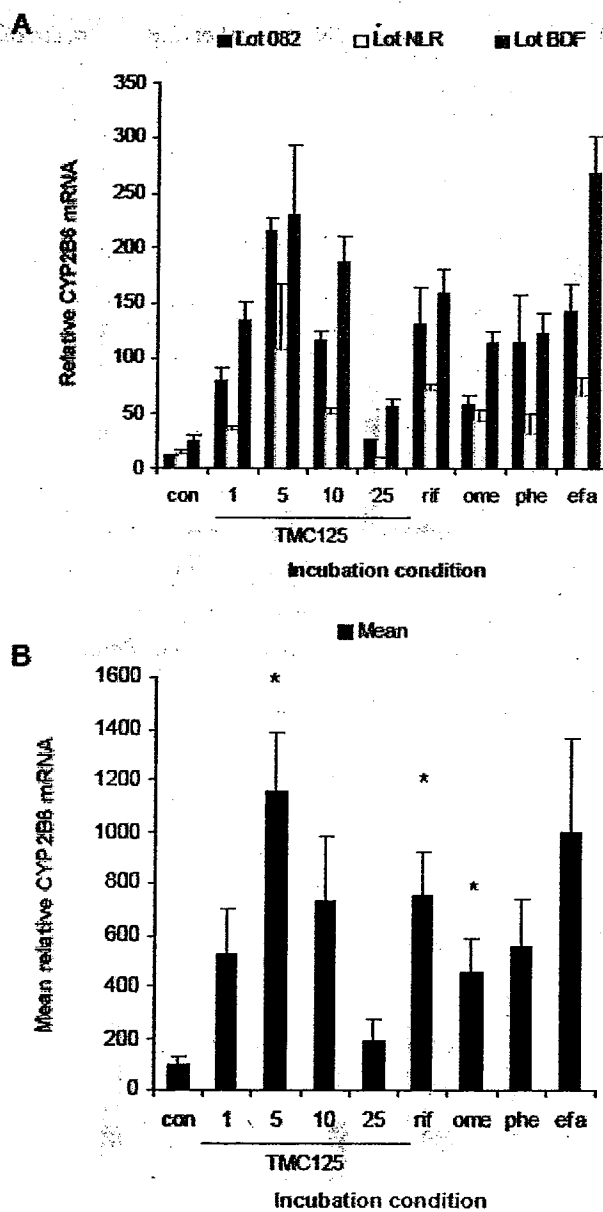 A
Lot 082 Lot NLR Lot BDF
350
300
250
200
150
100
50
0
Relative CYP2B6 mRNA
con 1 5 10 25 rif ome phe efa
TMC125
Incubation condition
B
Mean
1600
1400
1200
1000
800
600
400
200
0
Mean relative CYP2B6 mRNA
* * *
con 1 5 10 25 rif ome phe efa
TMC125
Incubation condition